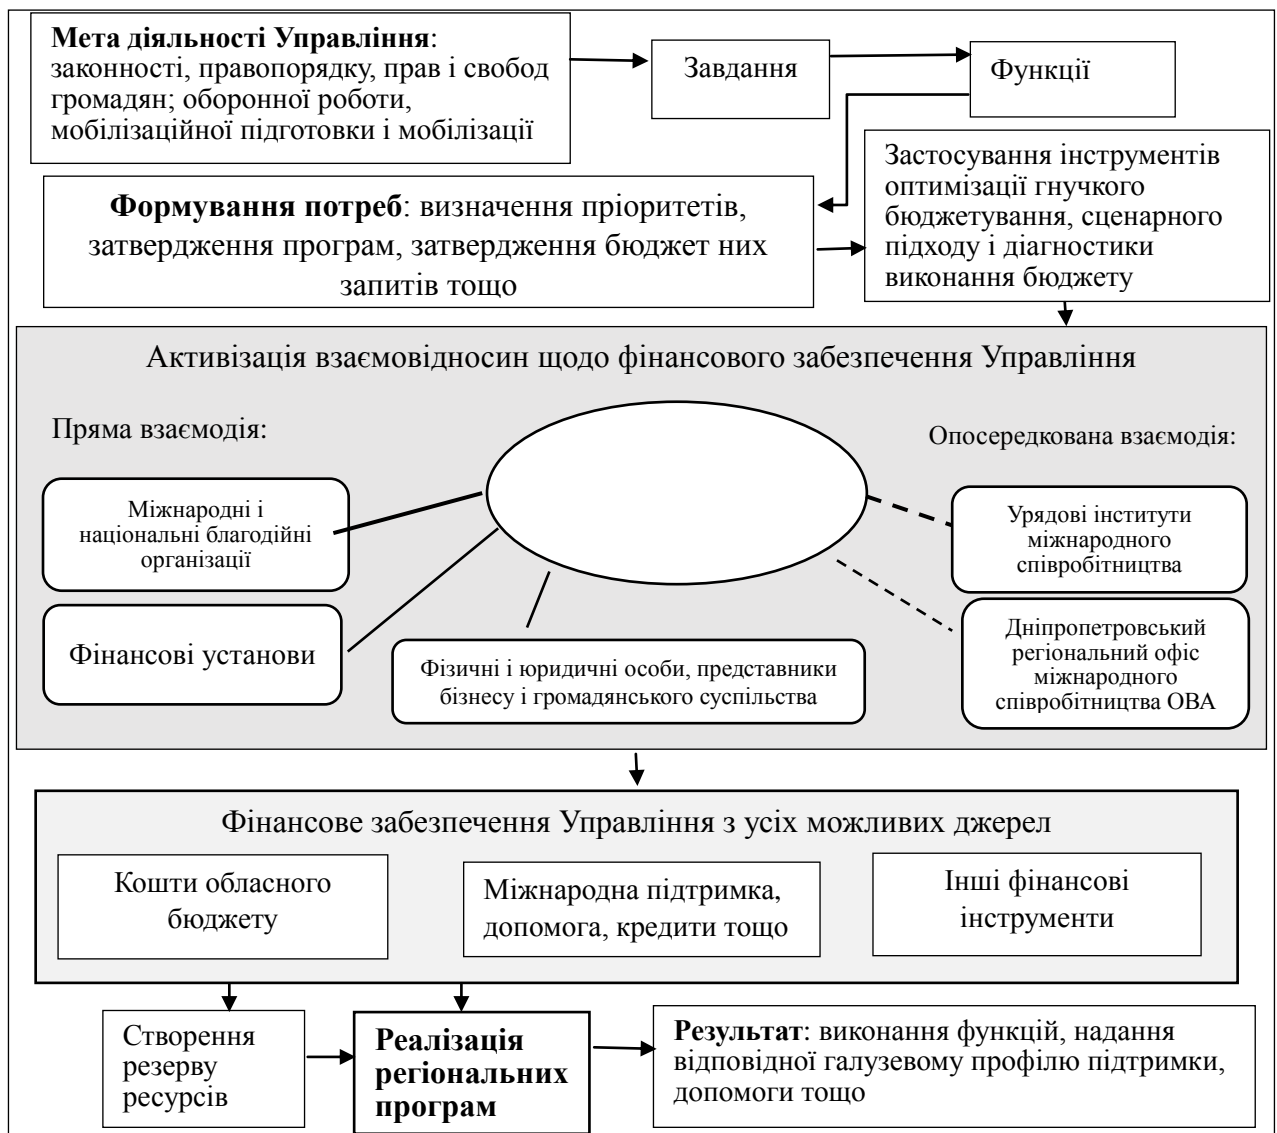 Мета діяльності Управління:
законності, правопорядку, прав і свобод
громадян; оборонної роботи,
мобілізаційної підготовки і мобілізації
Завдання
Функції
Формування потреб: визначення пріоритетів,
затвердження програм, затвердження бюджет них
запитів тощо
Застосування інструментів
оптимізації гнучкого
бюджетування, сценарного
підходу і діагностики
виконання бюджету
Активізація взаємовідносин щодо фінансового забезпечення Управління
Пряма взаємодія:
Опосередкована взаємодія:
Міжнародні і
національні благодійні
організації
Урядові інститути
міжнародного
співробітництва
Фінансові установи
Фізичні і юридичні особи, представники
бізнесу і громадянського суспільства
Дніпропетровський
регіональний офіс
міжнародного
співробітництва ОВА
Фінансове забезпечення Управління з усіх можливих джерел
Кошти обласного
бюджету
Міжнародна підтримка,
допомога, кредити тощо
Інші фінансові
інструменти
Створення
резерву
ресурсів
Реалізація
регіональних
програм
Результат: виконання функцій, надання
відповідної галузевому профілю підтримки,
допомоги тощо